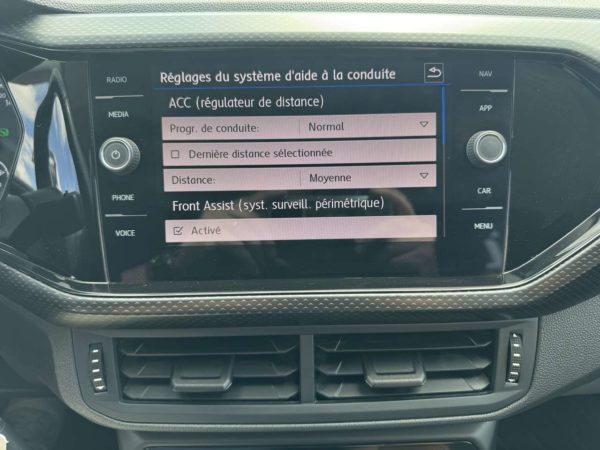 RADIO
MEDIA
PHONE
VOICE
Réglages du système d'aide à la conduite
ACC (régulateur de distance)
Progr. de conduite: Normal
Dernière distance sélectionnée
Distance: Moyenne
Front Assist (syst. surveill. périmétrique)
Activé
NAV
APP
CAR
MENU